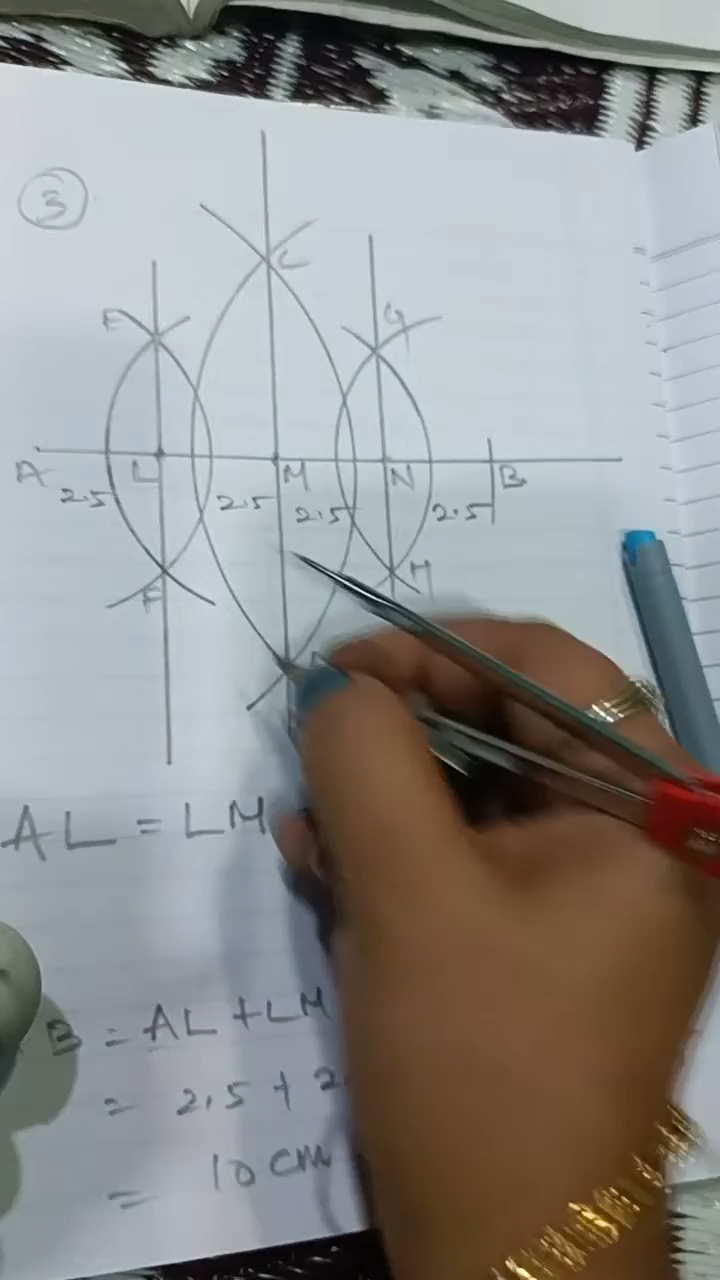 3
C
E
G
A L M N B
2.5 2.5 2.5 2.5
H
F
AL = LM
B = AL + LM
= 2.5 + 2.
= 10 cm